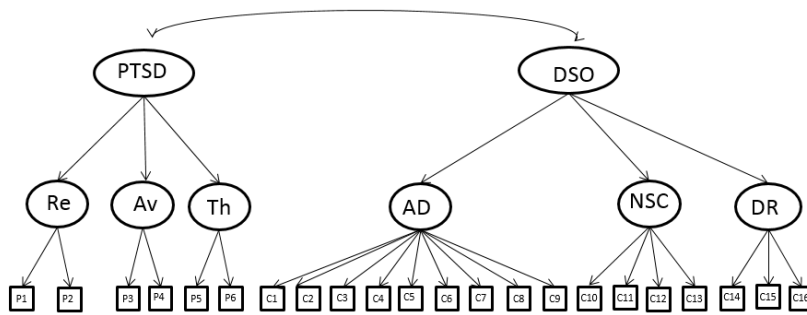 PTSD DSO
Re Av Th AD NSC DR
P1 P2 P3 P4 P5 P6 C1 C2 C3 C4 C5 C6 C7 C8 C9 C10 C11 C12 C13 C14 C15 C16